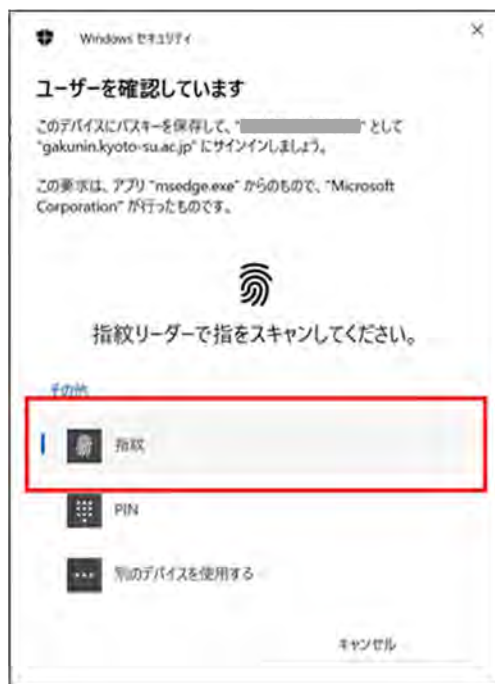 Windows セキュリティ
ユーザーを確認しています
このデバイスにパスキーを保存して、" " として
"gakunin.kyoto-su.ac.jp" にサインインしましょう。
この要求は、アプリ "msedge.exe" からのもので、"Microsoft
Corporation" が行ったものです。
指紋リーダーで指をスキャンしてください。
その他
指紋
PIN
別のデバイスを使用する
キャンセル